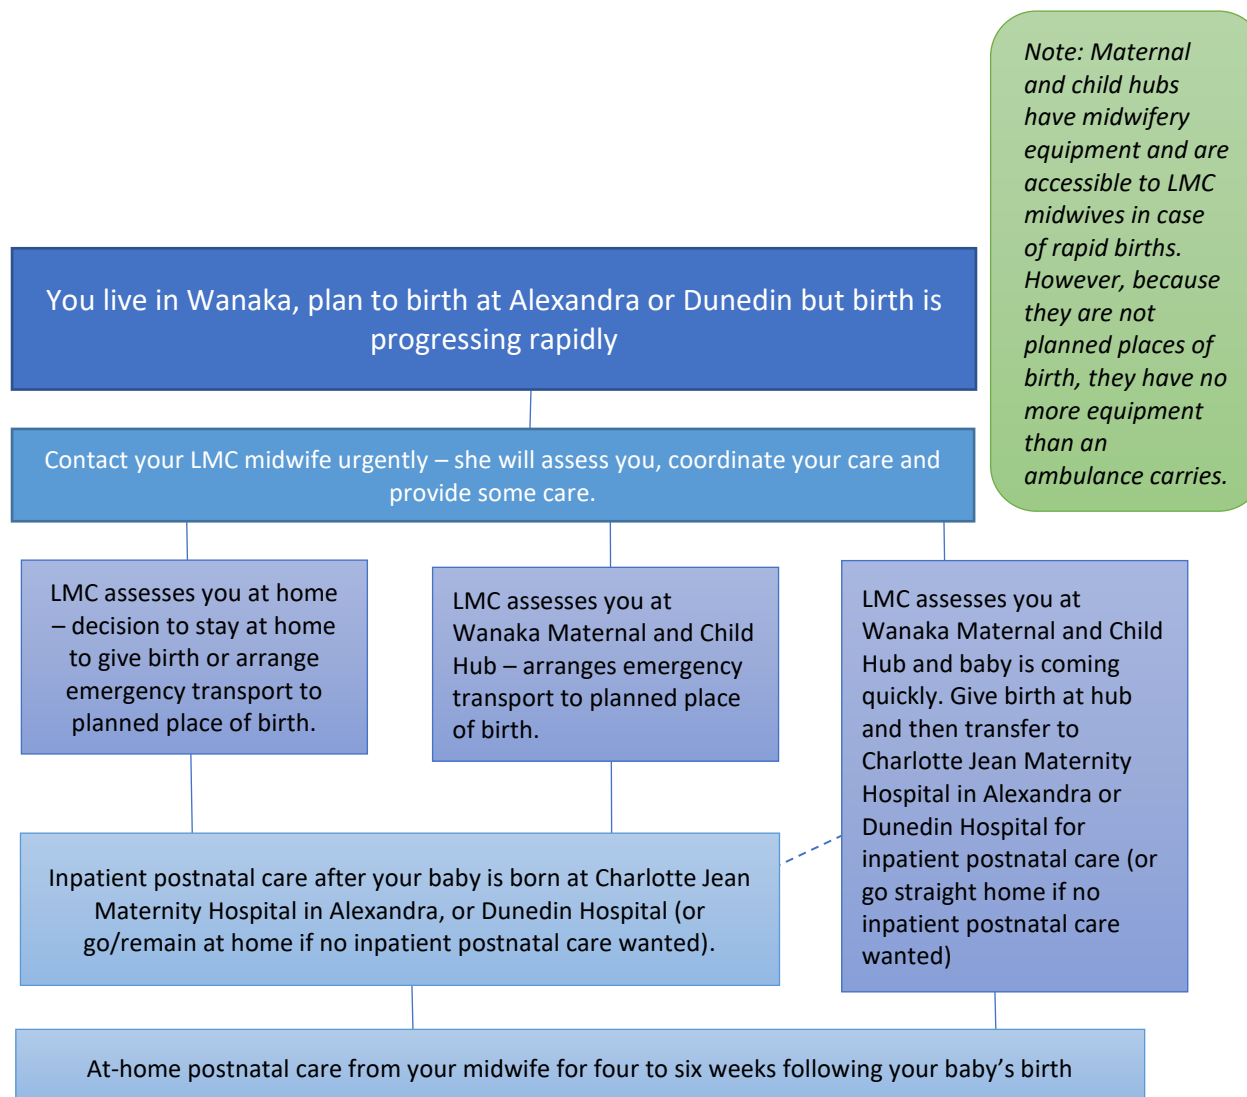 Note: Maternal
and child hubs
have midwifery
equipment and are
accessible to LMC
midwives in case
of rapid births.
However, because
they are not
planned places of
birth, they have no
more equipment
than an
ambulance carries.
You live in Wanaka, plan to birth at Alexandra or Dunedin but birth is
progressing rapidly
Contact your LMC midwife urgently – she will assess you, coordinate your care and
provide some care.
LMC assesses you at home
– decision to stay at home
to give birth or arrange
emergency transport to
planned place of birth.
LMC assesses you at
Wanaka Maternal and Child
Hub – arranges emergency
transport to planned place
of birth.
LMC assesses you at
Wanaka Maternal and Child
Hub and baby is coming
quickly. Give birth at hub
and then transfer to
Charlotte Jean Maternity
Hospital in Alexandra or
Dunedin Hospital for
inpatient postnatal care (or
go straight home if no
inpatient postnatal care
wanted)
Inpatient postnatal care after your baby is born at Charlotte Jean
Maternity Hospital in Alexandra, or Dunedin Hospital (or
go/remain at home if no inpatient postnatal care wanted).
At-home postnatal care from your midwife for four to six weeks following your baby’s birth